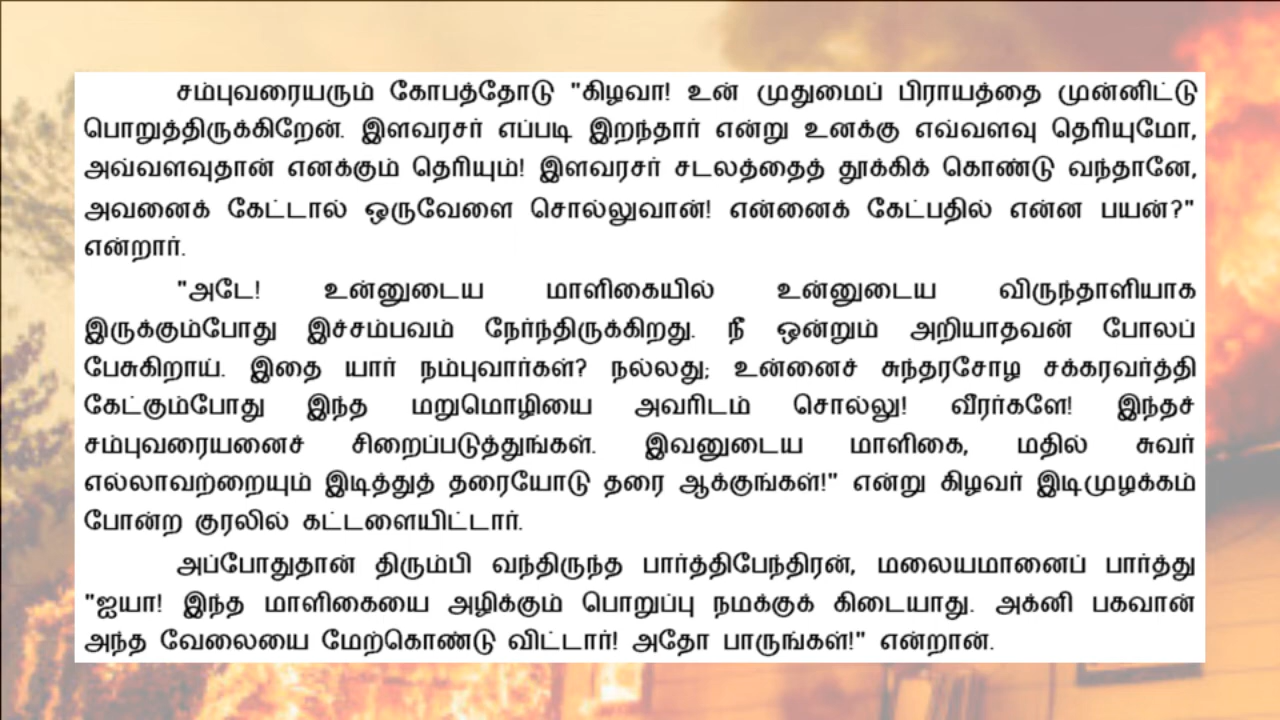 சம்புவரையரும் கோபத்தோடு "கிழவா! உன் முதுமைப் பிராயத்தை முன்னிட்டு
பொறுத்திருக்கிறேன். இளவரசர் எப்படி இறந்தார் என்று உனக்கு எவ்வளவு தெரியுமோ,
அவ்வளவுதான் எனக்கும் தெரியும்! இளவரசர் சடலத்தைத் தூக்கிக் கொண்டு வந்தானே,
அவனைக் கேட்டால் ஒருவேளை சொல்லுவான்! என்னைக் கேட்பதில் என்ன பயன்?"
என்றார்.
"அடே! உன்னுடைய மாளிகையில் உன்னுடைய விருந்தாளியாக
இருக்கும்போது இச்சம்பவம் நேர்ந்திருக்கிறது. நீ ஒன்றும் அறியாதவன் போலப்
பேசுகிறாய். இதை யார் நம்புவார்கள்? நல்லது; உன்னைச் சுந்தரசோழ சக்கரவர்த்தி
கேட்கும்போது இந்த மறுமொழியை அவரிடம் சொல்லு! வீரர்களே! இந்தச்
சம்புவரையனைச் சிறைப்படுத்துங்கள். இவனுடைய மாளிகை, மதில் சுவர்
எல்லாவற்றையும் இடித்துத் தரையோடு தரை ஆக்குங்கள்!" என்று கிழவர் இடிமுழக்கம்
போன்ற குரலில் கட்டளையிட்டார்.
அப்போதுதான் திரும்பி வந்திருந்த பார்த்திபேந்திரன், மலையமானைப் பார்த்து
"ஐயா! இந்த மாளிகையை அழிக்கும் பொறுப்பு நமக்குக் கிடையாது. அக்னி பகவான்
அந்த வேலையை மேற்கொண்டு விட்டார்! அதோ பாருங்கள்!" என்றான்.